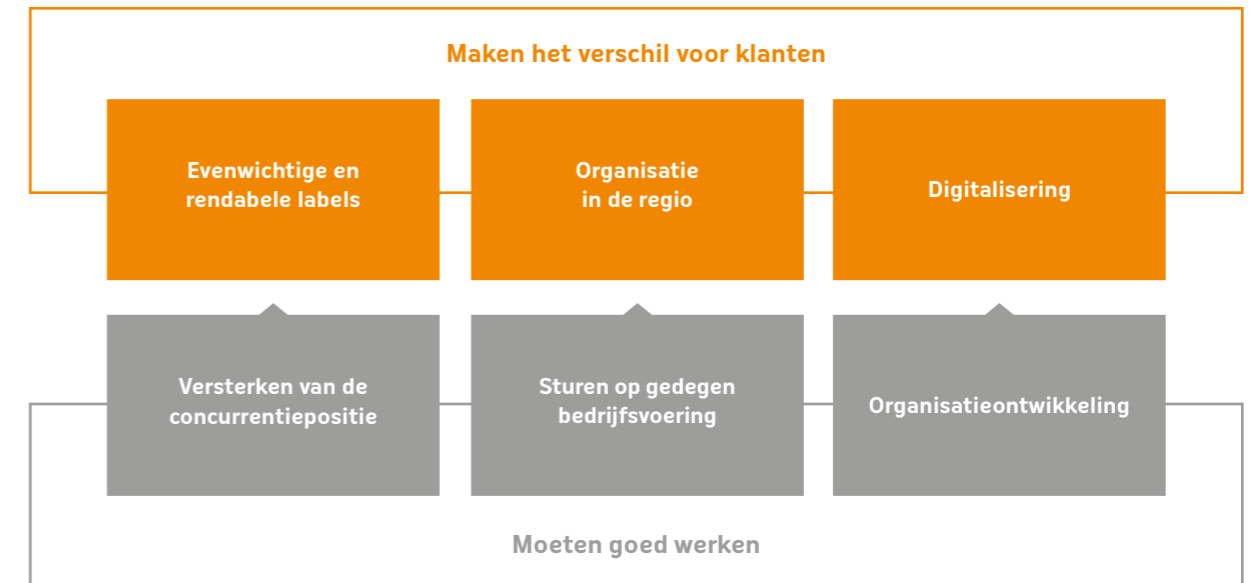 Maken het verschil voor klanten
Evenwichtige en
rendabele labels
Organisatie
in de regio
Digitalisering
Versterken van de
concurrentiepositie
Sturen op gedegen
bedrijfsvoering
Organisatieontwikkeling
Moeten goed werken